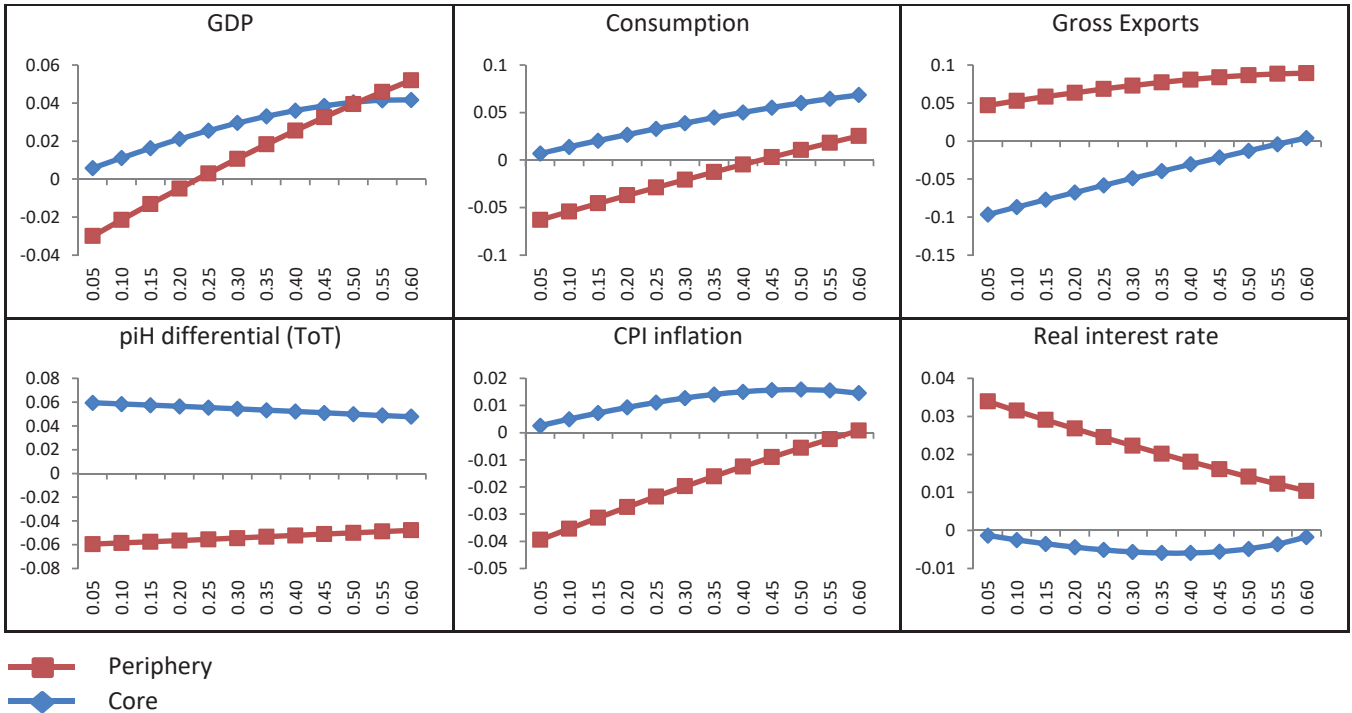 GDP
0.06
0.04
0.02
0
-0.02
-0.04
0.05 0.10 0.15 0.20 0.25 0.30 0.35 0.40 0.45 0.50 0.55 0.60
Consumption
0.1
0.05
0
-0.05
-0.1
0.05 0.10 0.15 0.20 0.25 0.30 0.35 0.40 0.45 0.50 0.55 0.60
Gross Exports
0.1
0.05
0
-0.05
-0.1
-0.15
0.05 0.10 0.15 0.20 0.25 0.30 0.35 0.40 0.45 0.50 0.55 0.60
piH differential (ToT)
0.08
0.06
0.04
0.02
0
-0.02
-0.04
-0.06
-0.08
0.05 0.10 0.15 0.20 0.25 0.30 0.35 0.40 0.45 0.50 0.55 0.60
CPI inflation
0.02
0.01
0
-0.01
-0.02
-0.03
-0.04
-0.05
0.05 0.10 0.15 0.20 0.25 0.30 0.35 0.40 0.45 0.50 0.55 0.60
Real interest rate
0.04
0.03
0.02
0.01
0
-0.01
0.05 0.10 0.15 0.20 0.25 0.30 0.35 0.40 0.45 0.50 0.55 0.60
Periphery
Core